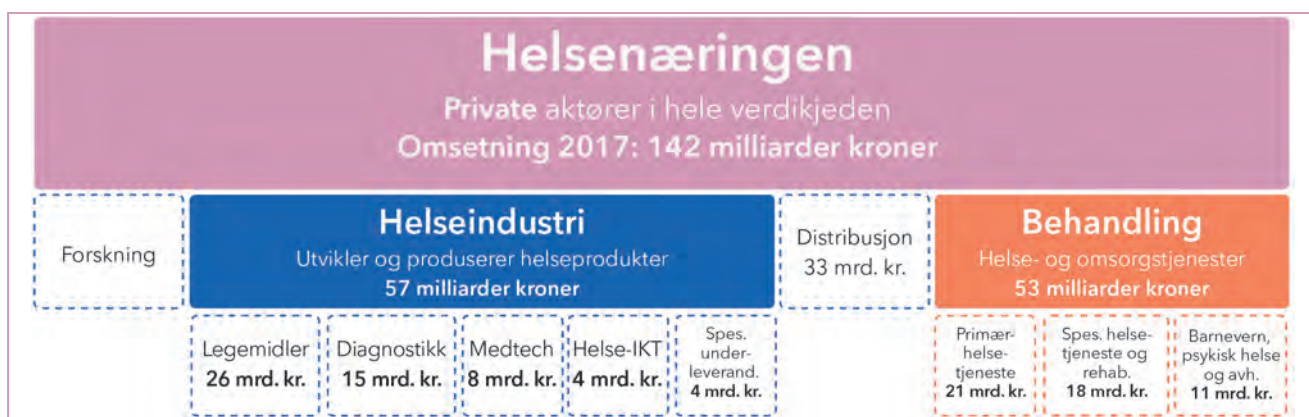 Helsenæringen
Private aktører i hele verdikjeden
Omsetning 2017: 142 milliarder kroner
Forskning
Helseindustri
Utvikler og produserer helseprodukter
57 milliarder kroner
Distribusjon
33 mrd. kr.
Behandling
Helse- og omsorgstjenester
53 milliarder kroner
Legemidler
26 mrd. kr.
Diagnostikk
15 mrd. kr.
Medtech
8 mrd. kr.
Helse-IKT
4 mrd. kr.
Spes.
under-
leverand.
4 mrd. kr.
Primær-
helse-
tjeneste
21 mrd. kr.
Spes. helse-
tjeneste og
rehab.
18 mrd. kr.
Barnevern,
psykisk helse
og avh.
11 mrd. kr.